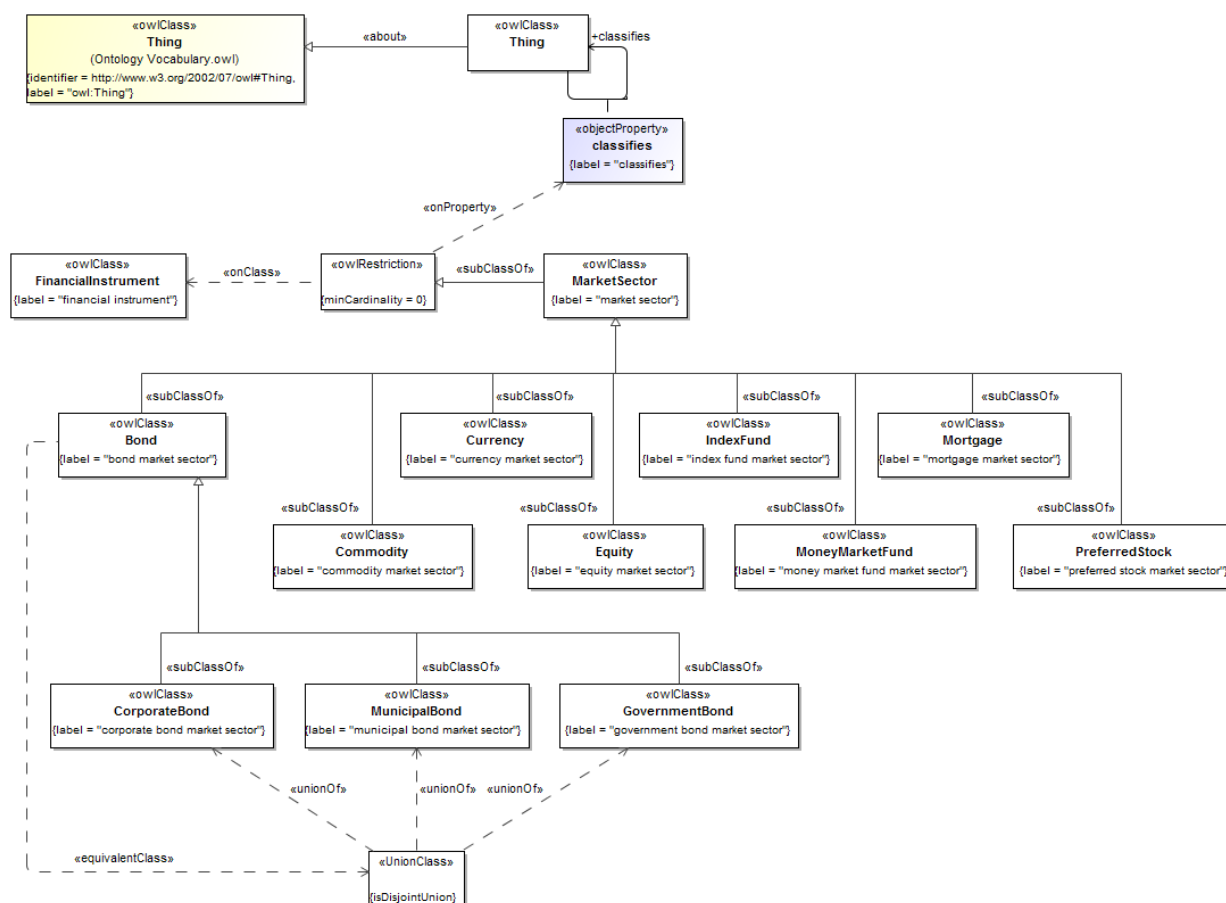 «owlClass»
Thing
(Ontology Vocabulary.owl)
{identifier = http://www.w3.org/2002/07/owl#Thing,
label = "owl:Thing"}
«about»
«owlClass»
Thing
+classifies
«objectProperty»
classifies
{label = "classifies"}
«onProperty»
«owlClass»
FinancialInstrument
{label = "financial instrument"}
«onClass»
«owlRestriction»
{minCardinality = 0}
«subClassOf»
«owlClass»
MarketSector
{label = "market sector"}
«subClassOf»
«subClassOf»
«subClassOf»
«subClassOf»
«owlClass»
Bond
{label = "bond market sector"}
«owlClass»
Currency
{label = "currency market sector"}
«owlClass»
IndexFund
{label = "index fund market sector"}
«owlClass»
Mortgage
{label = "mortgage market sector"}
«subClassOf»
«subClassOf»
«subClassOf»
«subClassOf»
«owlClass»
Commodity
{label = "commodity market sector"}
«owlClass»
Equity
{label = "equity market sector"}
«owlClass»
MoneyMarketFund
{label = "money market fund market sector"}
«owlClass»
PreferredStock
{label = "preferred stock market sector"}
«subClassOf»
«subClassOf»
«subClassOf»
«owlClass»
CorporateBond
{label = "corporate bond market sector"}
«owlClass»
MunicipalBond
{label = "municipal bond market sector"}
«owlClass»
GovernmentBond
{label = "government bond market sector"}
«unionOf»
«unionOf»
«unionOf»
«equivalentClass»
«UnionClass»
{isDisjointUnion}